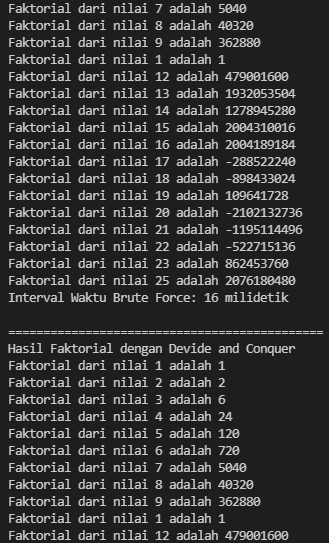 Faktorial dari nilai 7 adalah 5040
Faktorial dari nilai 8 adalah 40320
Faktorial dari nilai 9 adalah 362880
Faktorial dari nilai 1 adalah 1
Faktorial dari nilai 12 adalah 479001600
Faktorial dari nilai 13 adalah 1932053504
Faktorial dari nilai 14 adalah 1278945280
Faktorial dari nilai 15 adalah 2004310016
Faktorial dari nilai 16 adalah 2004189184
Faktorial dari nilai 17 adalah -288522240
Faktorial dari nilai 18 adalah -898433024
Faktorial dari nilai 19 adalah 109641728
Faktorial dari nilai 20 adalah -2102132736
Faktorial dari nilai 21 adalah -1195114496
Faktorial dari nilai 22 adalah -522715136
Faktorial dari nilai 23 adalah 862453760
Faktorial dari nilai 25 adalah 2076180480
Interval Waktu Brute Force: 16 milidetik
=============================================
Hasil Faktorial dengan Devide and Conquer
Faktorial dari nilai 1 adalah 1
Faktorial dari nilai 2 adalah 2
Faktorial dari nilai 3 adalah 6
Faktorial dari nilai 4 adalah 24
Faktorial dari nilai 5 adalah 120
Faktorial dari nilai 6 adalah 720
Faktorial dari nilai 7 adalah 5040
Faktorial dari nilai 8 adalah 40320
Faktorial dari nilai 9 adalah 362880
Faktorial dari nilai 1 adalah 1
Faktorial dari nilai 12 adalah 479001600